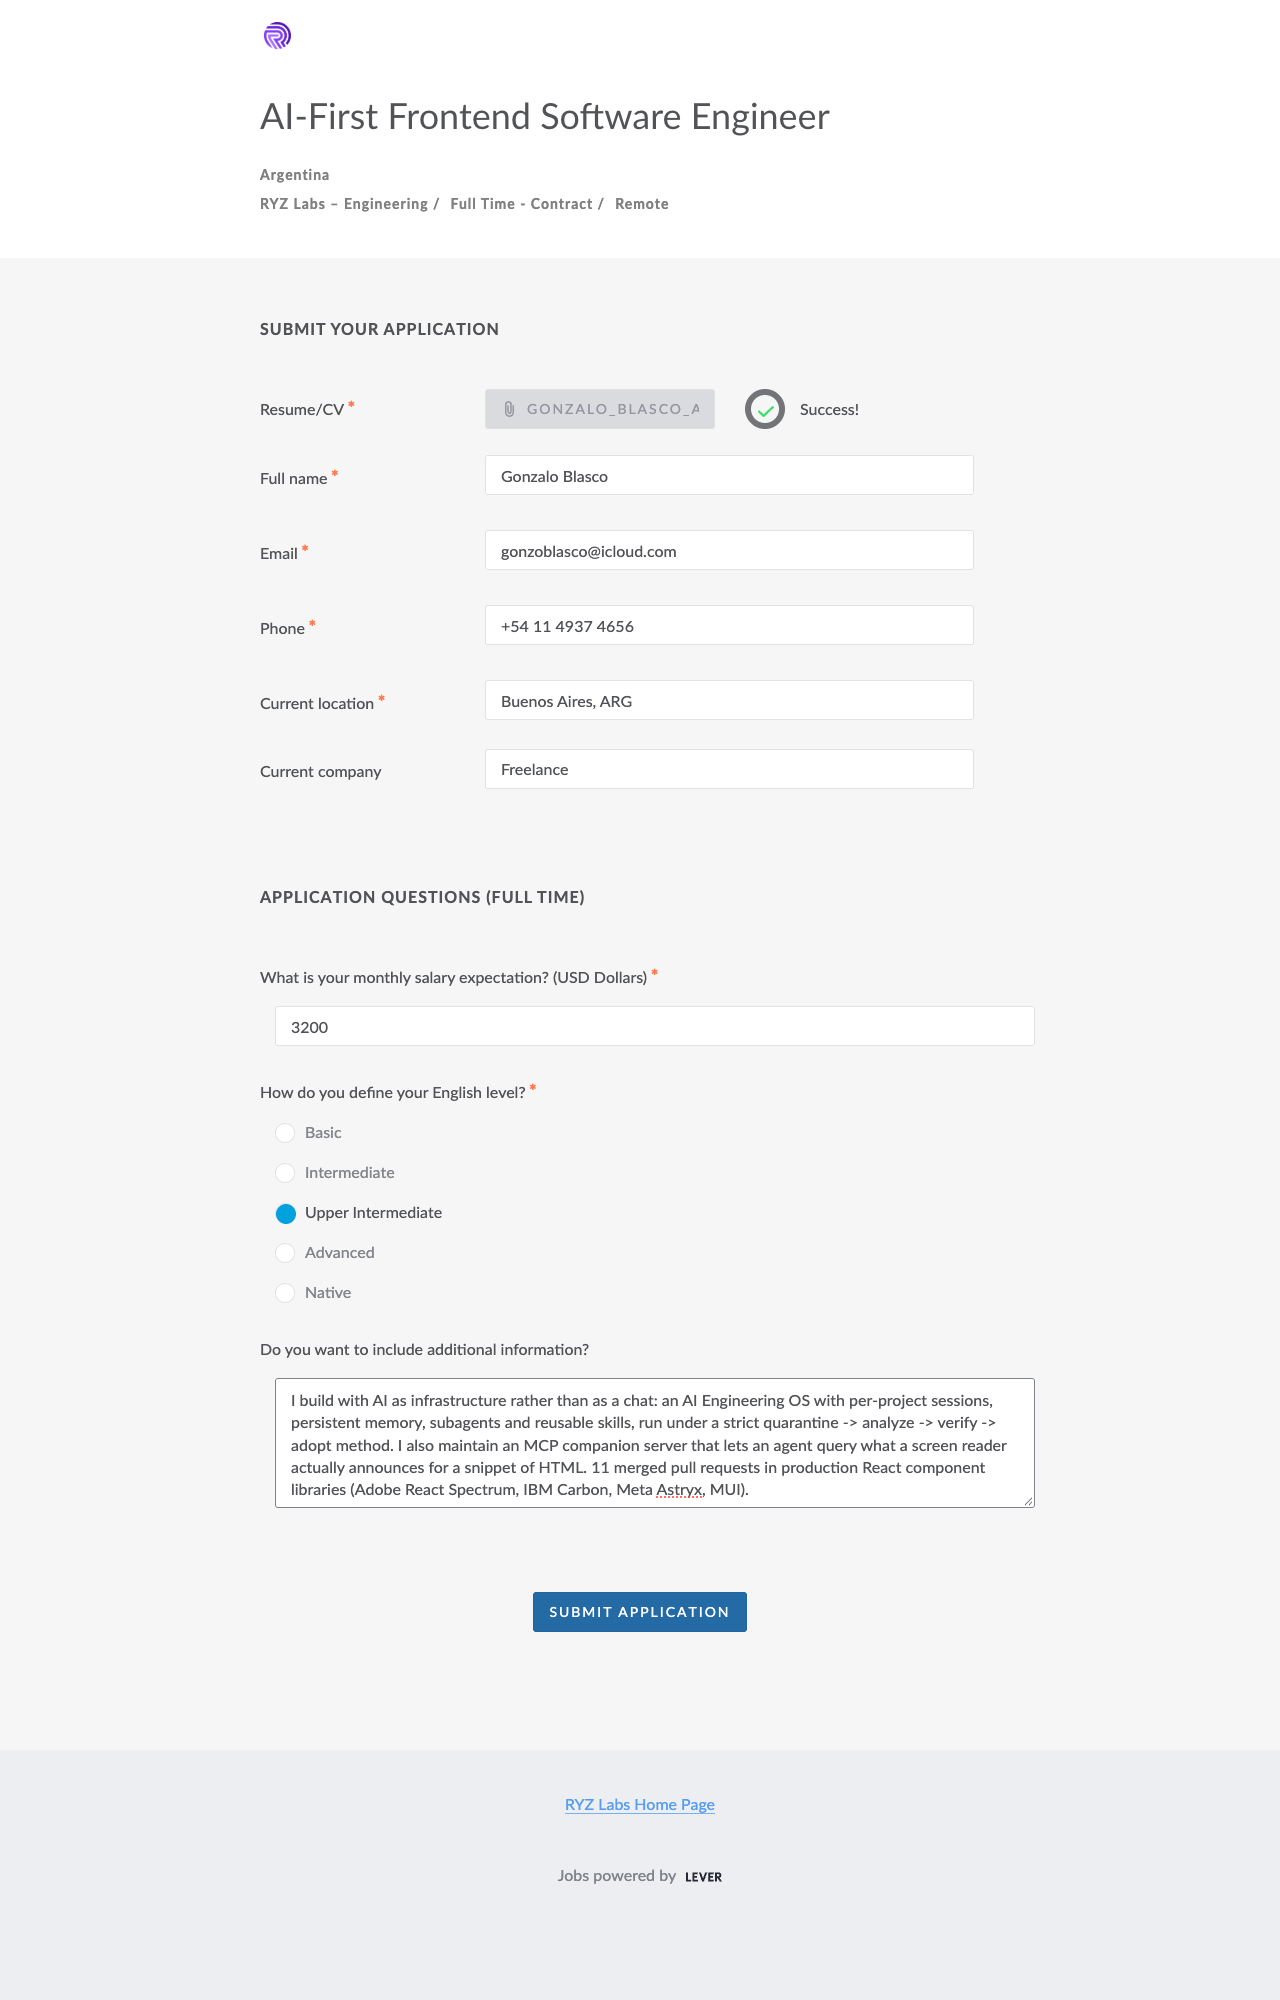 AI-First Frontend Software Engineer
Argentina
RYZ Labs – Engineering / Full Time - Contract / Remote
SUBMIT YOUR APPLICATION
Resume/CV *
GONZALO_BLASCO_A
Success!
Full name *
Gonzalo Blasco
Email *
gonzoblasco@icloud.com
Phone *
+54 11 4937 4656
Current location *
Buenos Aires, ARG
Current company
Freelance
APPLICATION QUESTIONS (FULL TIME)
What is your monthly salary expectation? (USD Dollars) *
3200
How do you define your English level? *
Basic
Intermediate
Upper Intermediate
Advanced
Native
Do you want to include additional information?
I build with AI as infrastructure rather than as a chat: an AI Engineering OS with per-project sessions,
persistent memory, subagents and reusable skills, run under a strict quarantine -> analyze -> verify ->
adopt method. I also maintain an MCP companion server that lets an agent query what a screen reader
actually announces for a snippet of HTML. 11 merged pull requests in production React component
libraries (Adobe React Spectrum, IBM Carbon, Meta Astryx, MUI).
SUBMIT APPLICATION
RYZ Labs Home Page
Jobs powered by LEVER